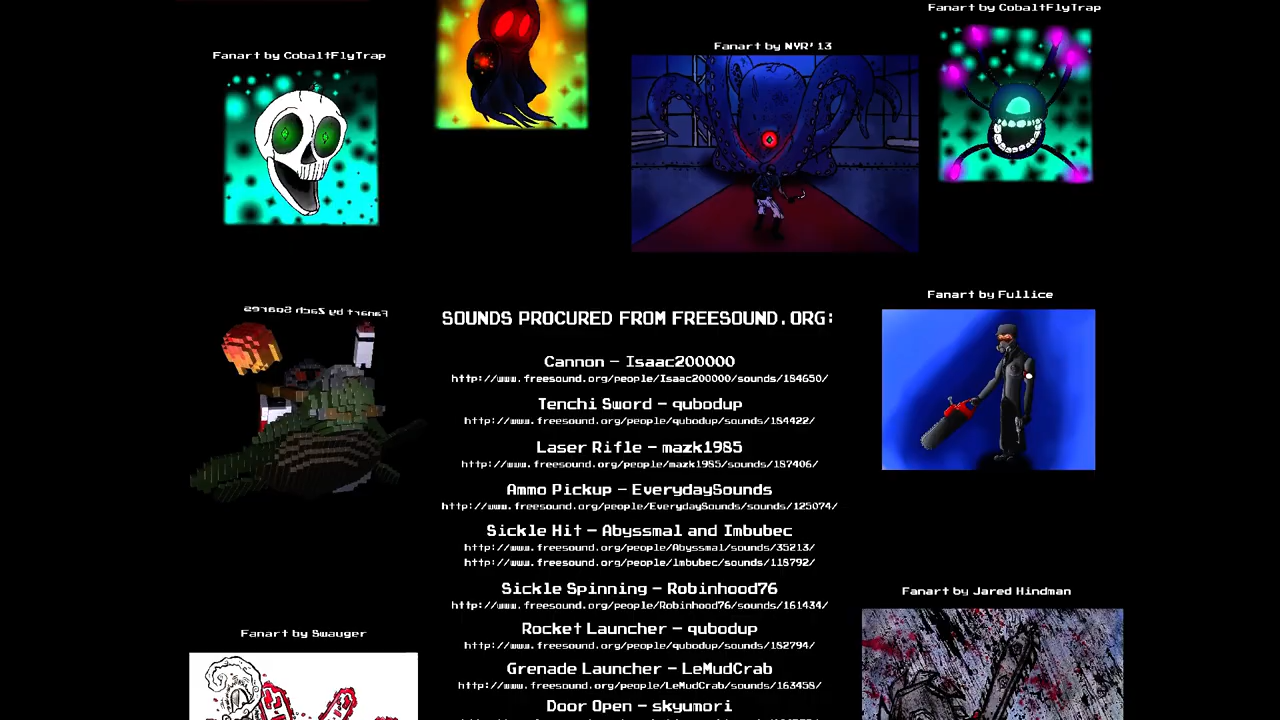 Fanart by CobaltFlyTrap
Fanart by NYR'13
Fanart by CobaltFlyTrap
Fanart by Zach Soares
Fanart by Fullice
SOUNDS PROCURED FROM FREESOUND.ORG:
Cannon - Isaac200000
http://www.freesound.org/people/Isaac200000/sounds/184650/
Tenchi Sword - qubodup
http://www.freesound.org/people/qubodup/sounds/184422/
Laser Rifle - mazk1985
http://www.freesound.org/people/mazk1985/sounds/187406/
Ammo Pickup - EverydaySounds
http://www.freesound.org/people/EverydaySounds/sounds/125074/
Sickle Hit - Abyssmal and Imbubec
http://www.freesound.org/people/Abyssmal/sounds/35213/
http://www.freesound.org/people/Imbubec/sounds/118792/
Sickle Spinning - Robinhood76
http://www.freesound.org/people/Robinhood76/sounds/161434/
Rocket Launcher - qubodup
http://www.freesound.org/people/qubodup/sounds/182794/
Grenade Launcher - LeMudCrab
http://www.freesound.org/people/LeMudCrab/sounds/163458/
Door Open - skyumori
Fanart by Jared Hindman
Fanart by Swauger